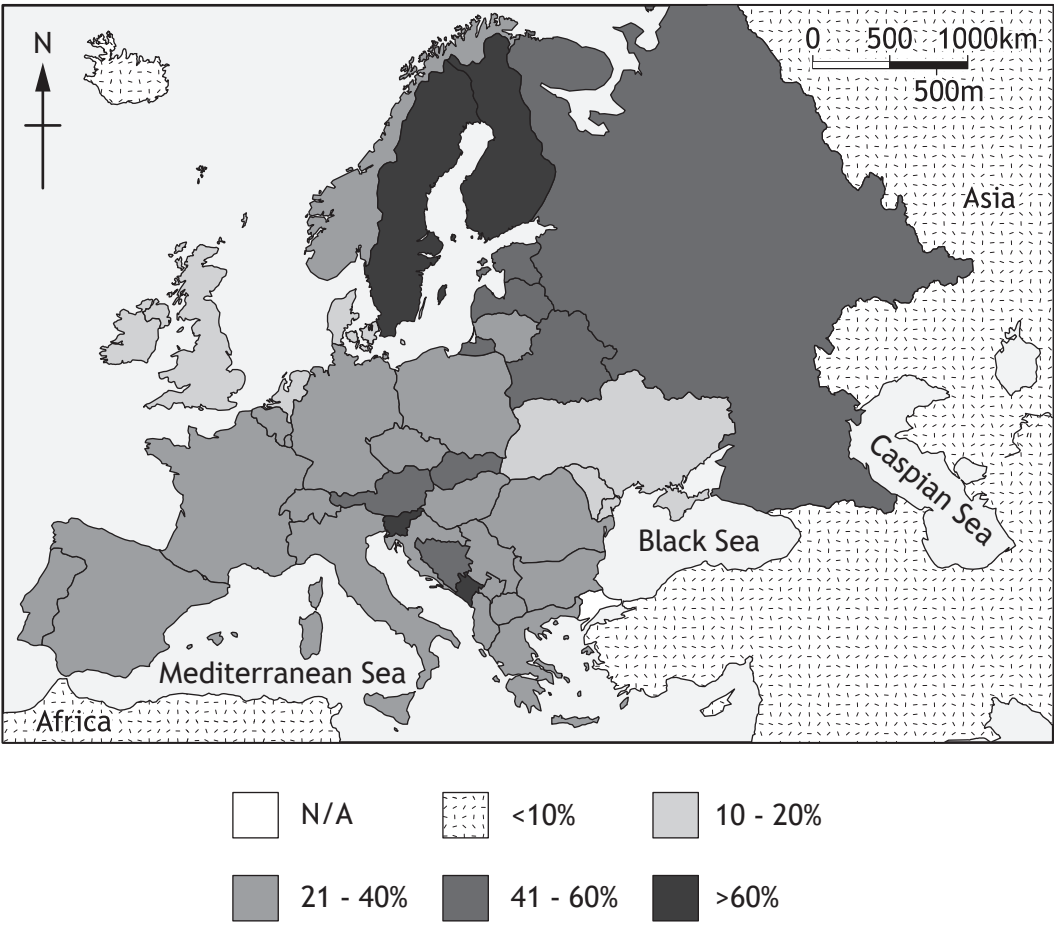 N
0 500 1000km
500m
Asia
Caspian Sea
Black Sea
Mediterranean Sea
Africa
N/A
<10%
10 - 20%
21 - 40%
41 - 60%
>60%